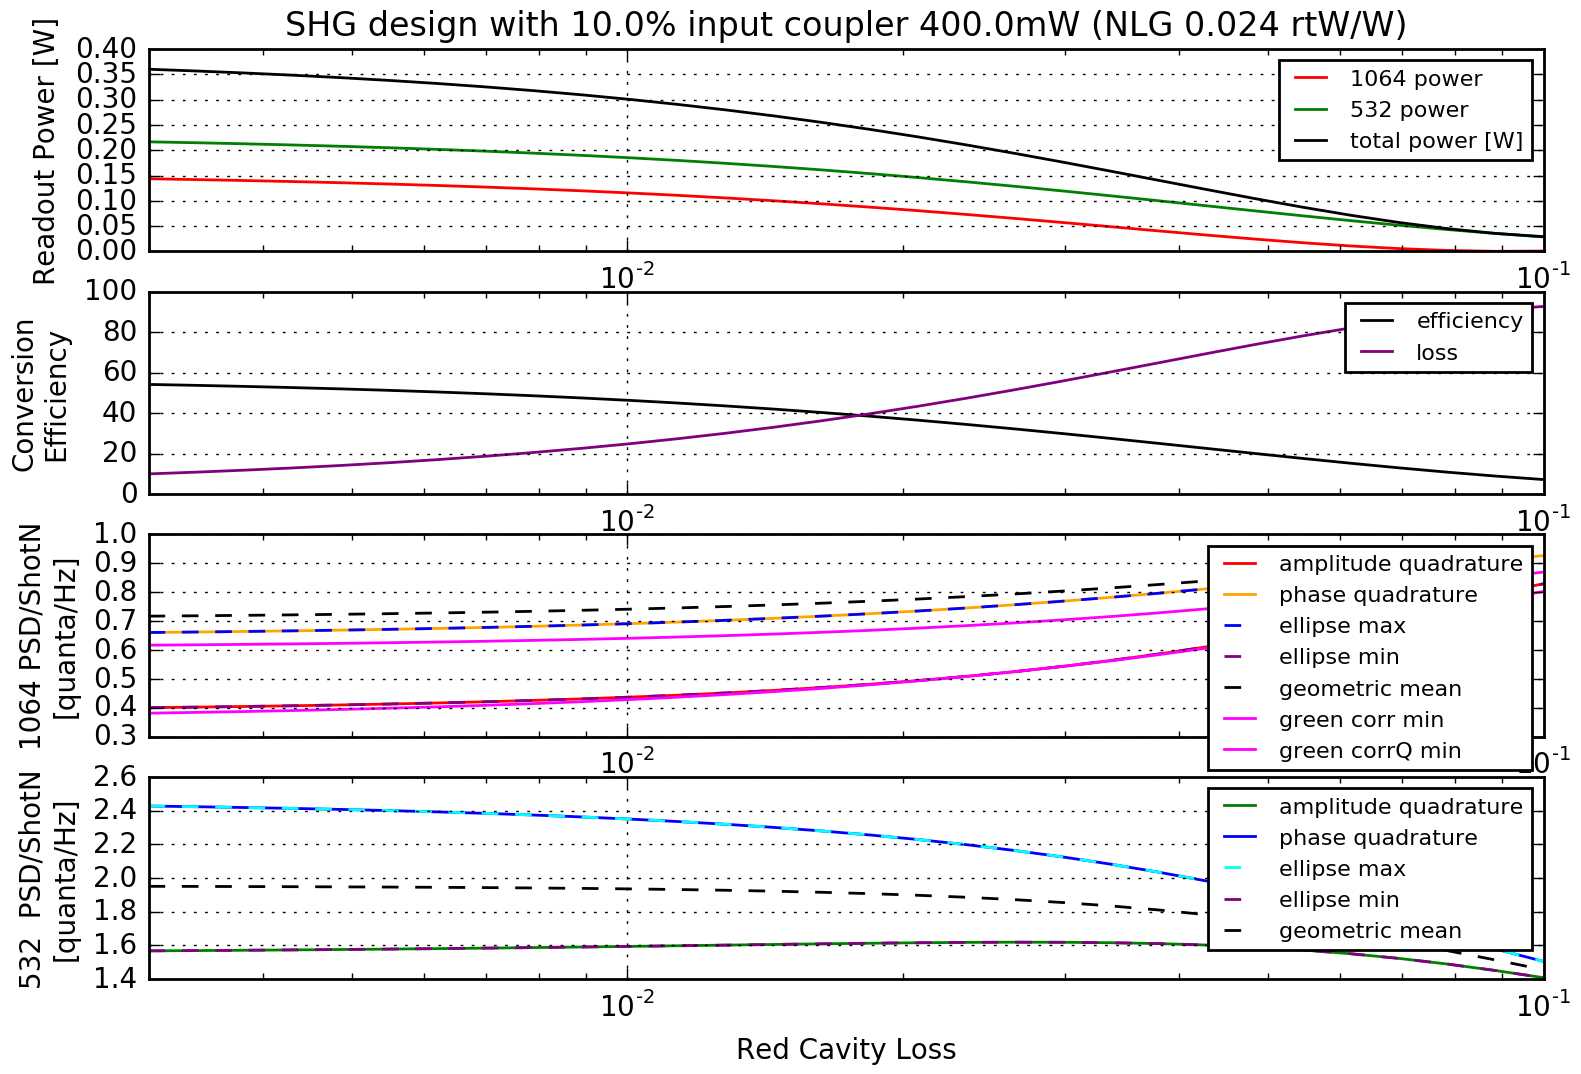 SHG design with 10.0% input coupler 400.0mW (NLG 0.024 rtW/W)
Readout Power [W]
0.40
0.35
0.30
0.25
0.20
0.15
0.10
0.05
0.00
1064 power
532 power
total power [W]
10^-2
10^-1
Conversion
Efficiency
100
80
60
40
20
0
efficiency
loss
10^-2
10^-1
1064 PSD/ShotN
[quanta/Hz]
1.0
0.9
0.8
0.7
0.6
0.5
0.4
0.3
amplitude quadrature
phase quadrature
ellipse max
ellipse min
geometric mean
green corr min
green corrQ min
10^-2
10^-1
532 PSD/ShotN
[quanta/Hz]
2.6
2.4
2.2
2.0
1.8
1.6
1.4
amplitude quadrature
phase quadrature
ellipse max
ellipse min
geometric mean
10^-2
10^-1
Red Cavity Loss